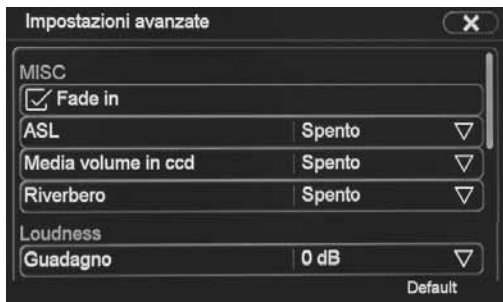 Impostazioni avanzate
MISC
Fade in
ASL Spento
Media volume in ccd Spento
Riverbero Spento
Loudness
Guadagno 0 dB
Default